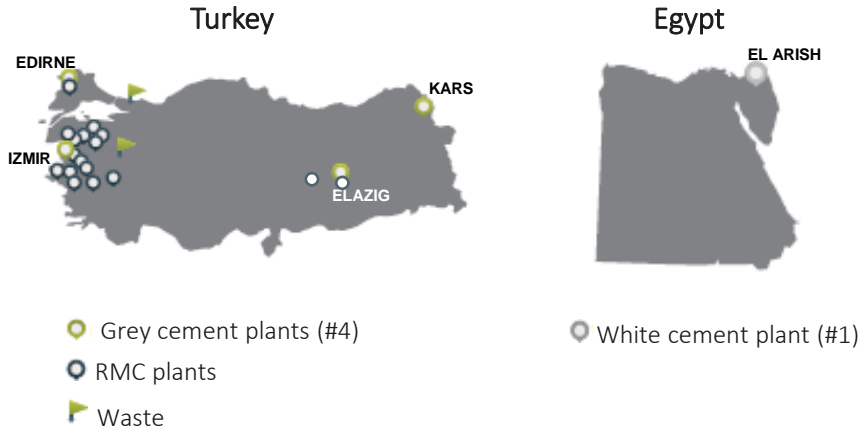 Turkey
Egypt
EDIRNE
EL ARISH
KARS
IZMIR
ELAZIG
Grey cement plants (#4)
White cement plant (#1)
RMC plants
Waste